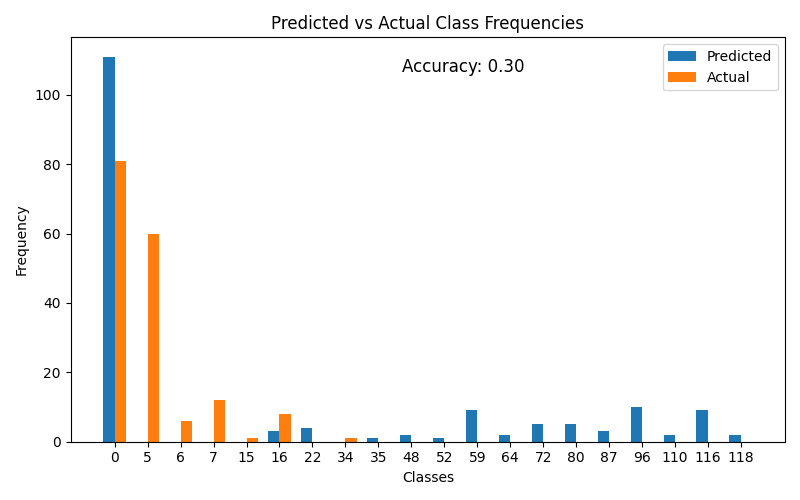 Predicted vs Actual Class Frequencies
Accuracy: 0.30
Predicted
Actual
Frequency
100
80
60
40
20
0
0 5 6 7 15 16 22 34 35 48 52 59 64 72 80 87 96 110 116 118
Classes